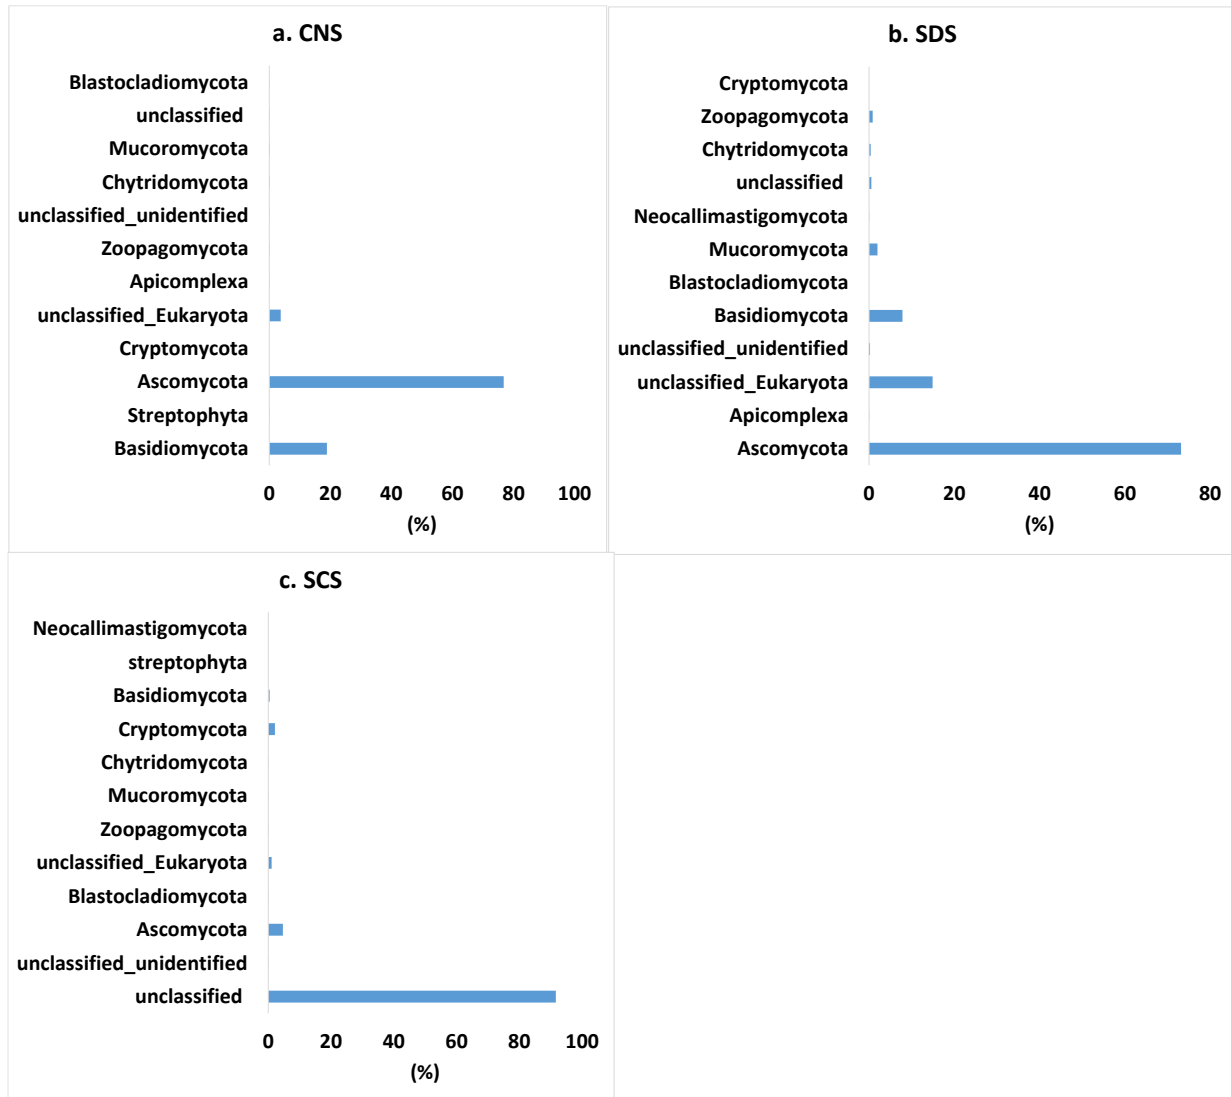 a. CNS
Blastocladiomycota
unclassified
Mucoromycota
Chytridomycota
unclassified_unidentified
Zoopagomycota
Apicomplexa
unclassified_Eukaryota
Cryptomycota
Ascomycota
Streptophyta
Basidiomycota
0 20 40 60 80 100
(%)
b. SDS
Cryptomycota
Zoopagomycota
Chytridomycota
unclassified
Neocallimastigomycota
Mucoromycota
Blastocladiomycota
Basidiomycota
unclassified_unidentified
unclassified_Eukaryota
Apicomplexa
Ascomycota
0 20 40 60 80
(%)
c. SCS
Neocallimastigomycota
streptophyta
Basidiomycota
Cryptomycota
Chytridomycota
Mucoromycota
Zoopagomycota
unclassified_Eukaryota
Blastocladiomycota
Ascomycota
unclassified_unidentified
unclassified
0 20 40 60 80 100
(%)